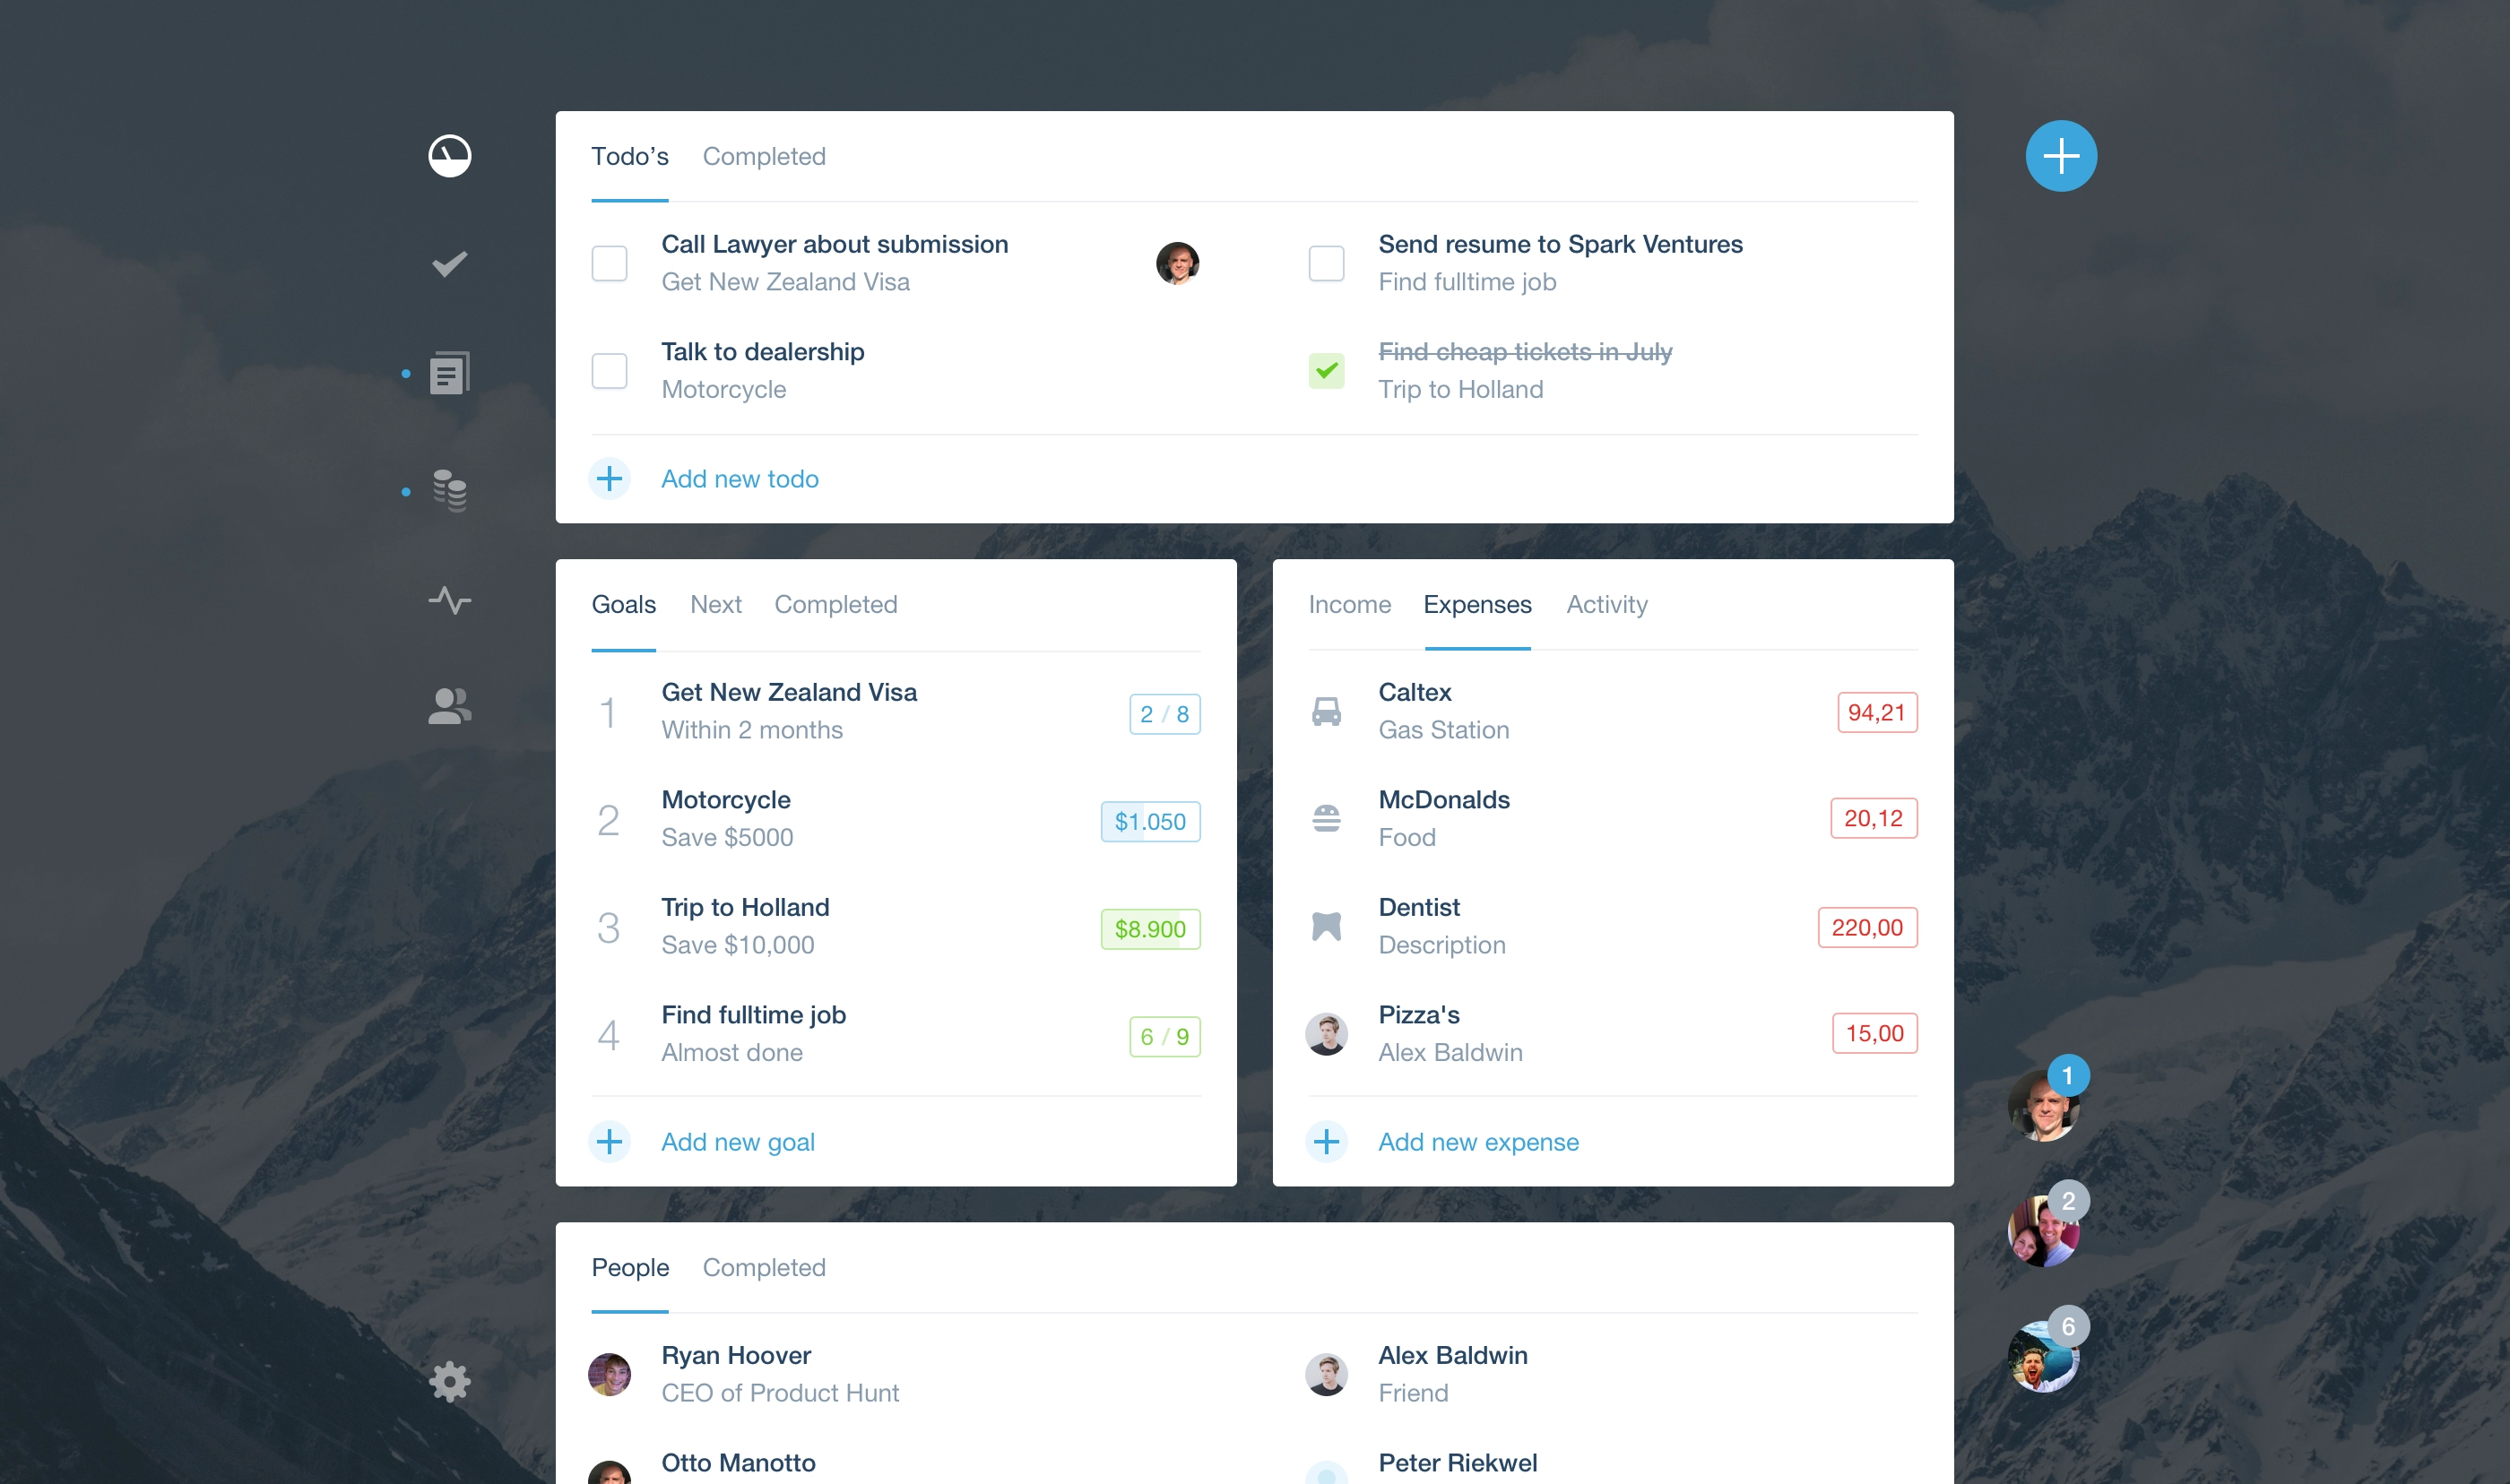 Todo’s Completed
Call Lawyer about submission
Get New Zealand Visa
Send resume to Spark Ventures
Find fulltime job
Talk to dealership
Motorcycle
Find cheap tickets in July
Trip to Holland
Add new todo
Goals Next Completed
1 Get New Zealand Visa
Within 2 months
2 / 8
2 Motorcycle
Save $5000
$1.050
3 Trip to Holland
Save $10,000
$8.900
4 Find fulltime job
Almost done
6 / 9
Add new goal
Income Expenses Activity
Caltex
Gas Station
94,21
McDonalds
Food
20,12
Dentist
Description
220,00
Pizza's
Alex Baldwin
15,00
Add new expense
1
2
6
People Completed
Ryan Hoover
CEO of Product Hunt
Alex Baldwin
Friend
Otto Manotto
Peter Riekwel